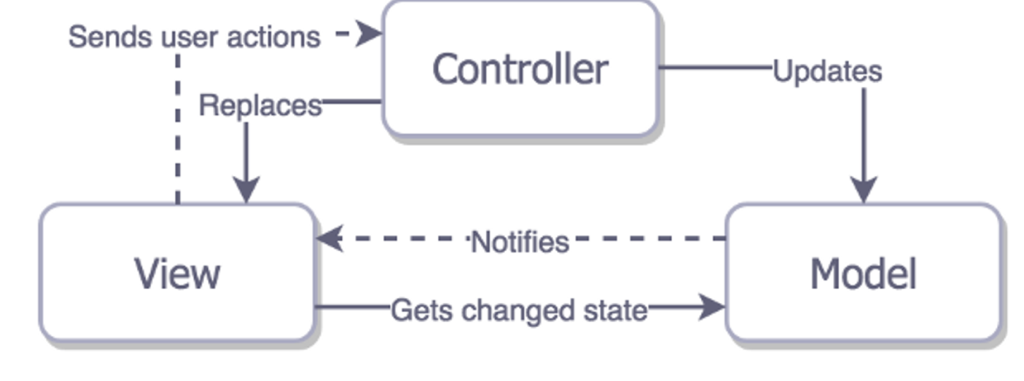 Sends user actions
Controller
Updates
Replaces
Notifies
View
Model
Gets changed state